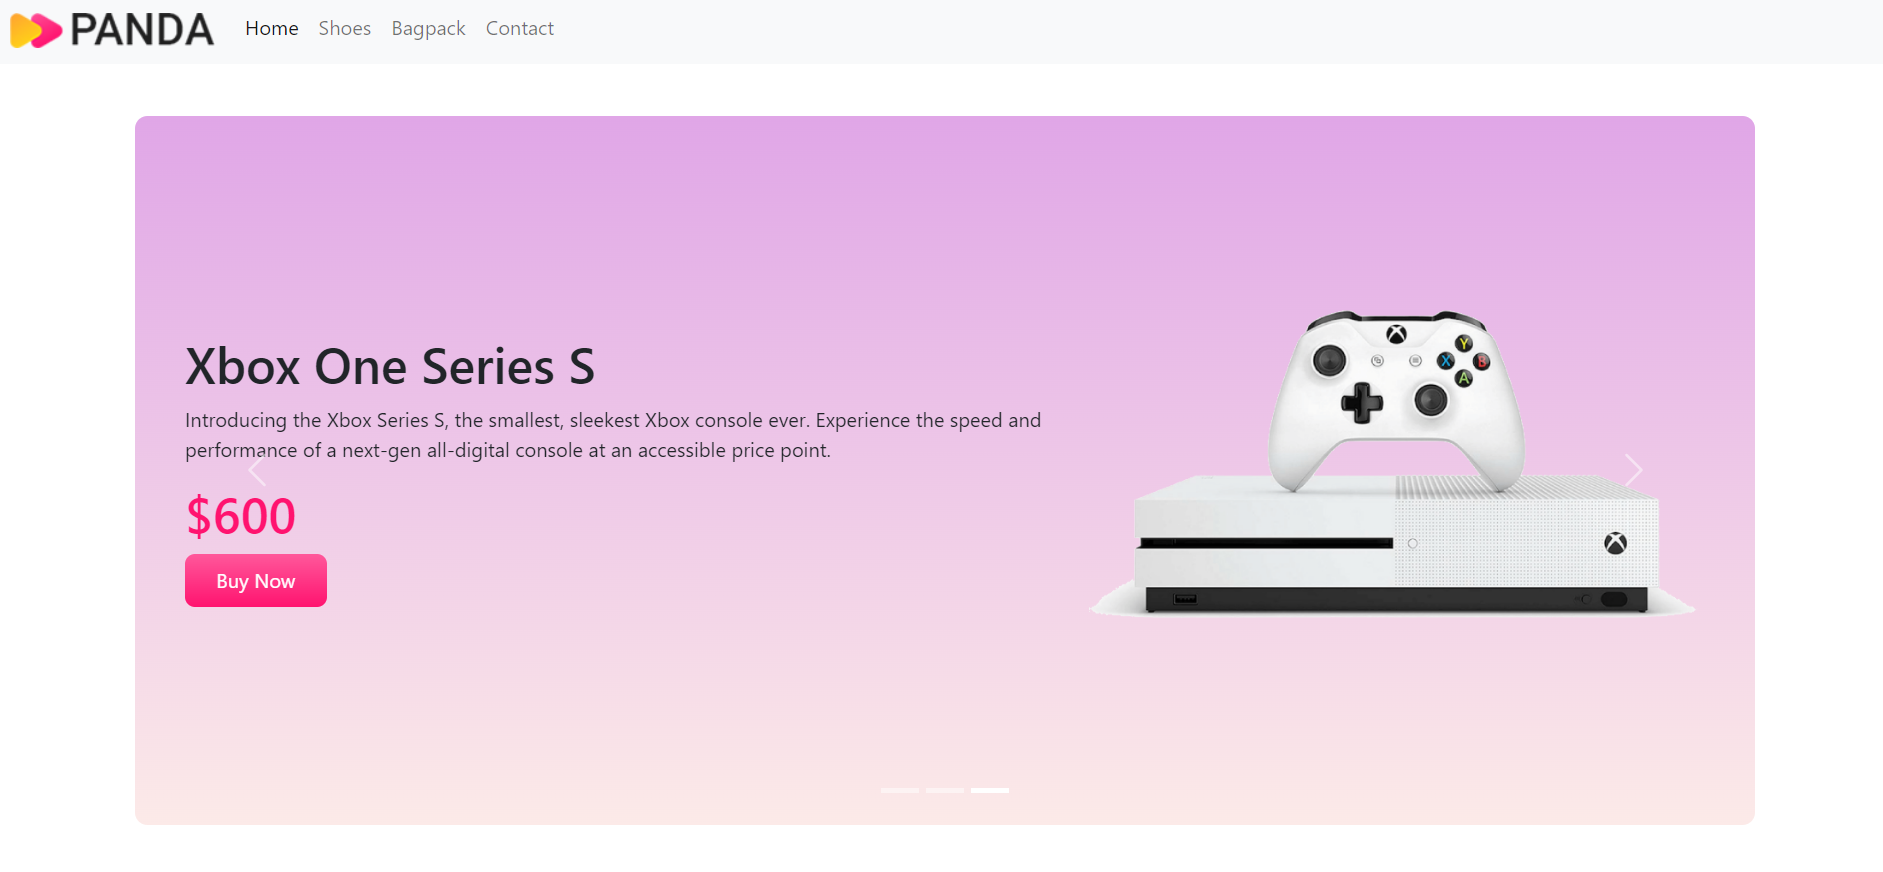 PANDA Home Shoes Bagpack Contact
Xbox One Series S
Introducing the Xbox Series S, the smallest, sleekest Xbox console ever. Experience the speed and
performance of a next-gen all-digital console at an accessible price point.
$600
Buy Now
Y
X B
A